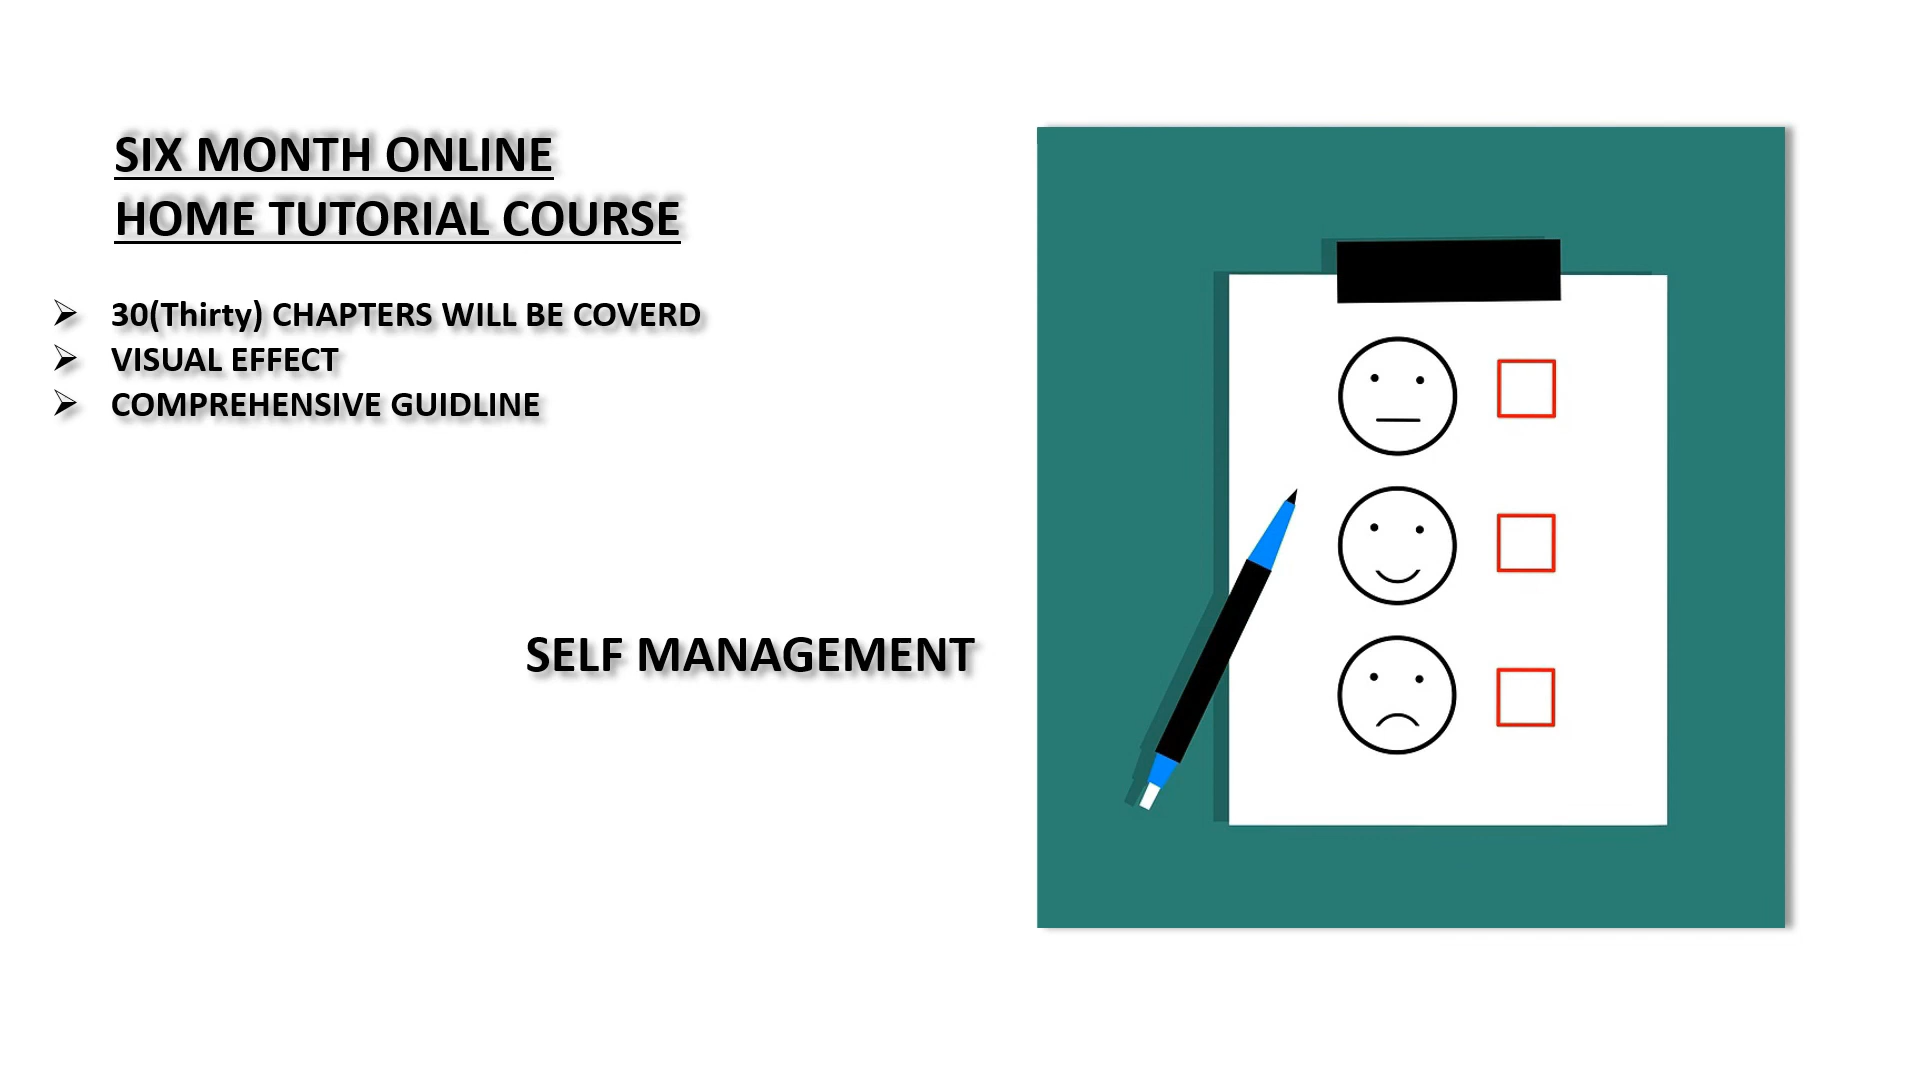 SIX MONTH ONLINE
HOME TUTORIAL COURSE
30(Thirty) CHAPTERS WILL BE COVERD
VISUAL EFFECT
COMPREHENSIVE GUIDLINE
SELF MANAGEMENT